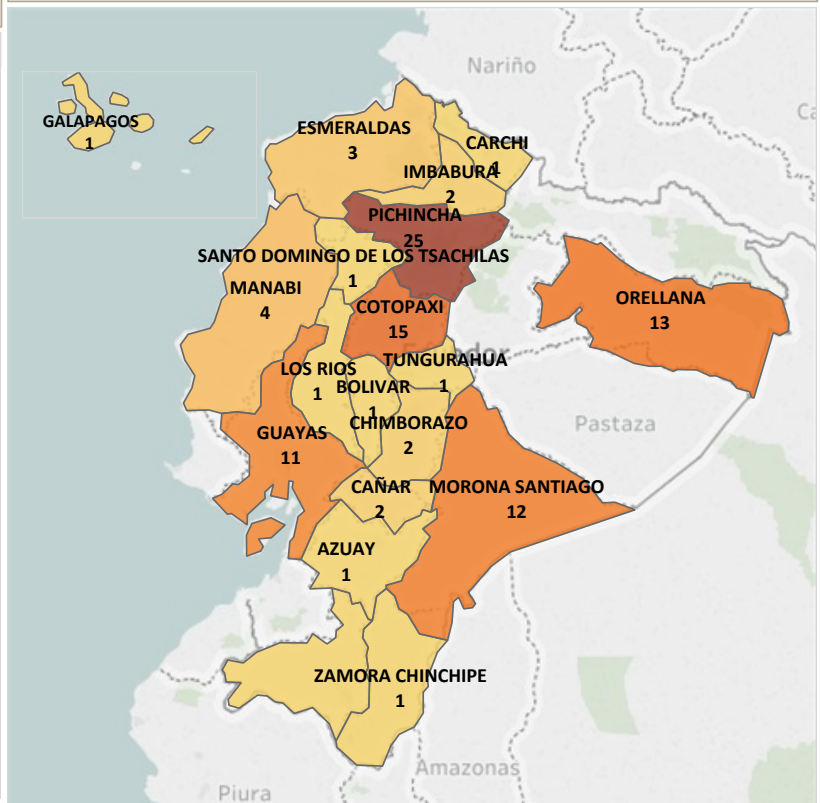 Nariño
GALAPAGOS
1
ESMERALDAS
3
CARCHI
1
IMBABURA
2
PICHINCHA
25
SANTO DOMINGO DE LOS TSACHILAS
1
MANABI
4
ORELLANA
13
COTOPAXI
15
TUNGURAHUA
1
LOS RIOS
1
BOLIVAR
1
CHIMBORAZO
2
Pastaza
GUAYAS
11
CAÑAR
2
MORONA SANTIAGO
12
AZUAY
1
ZAMORA CHINCHIPE
1
Amazonas
Piura